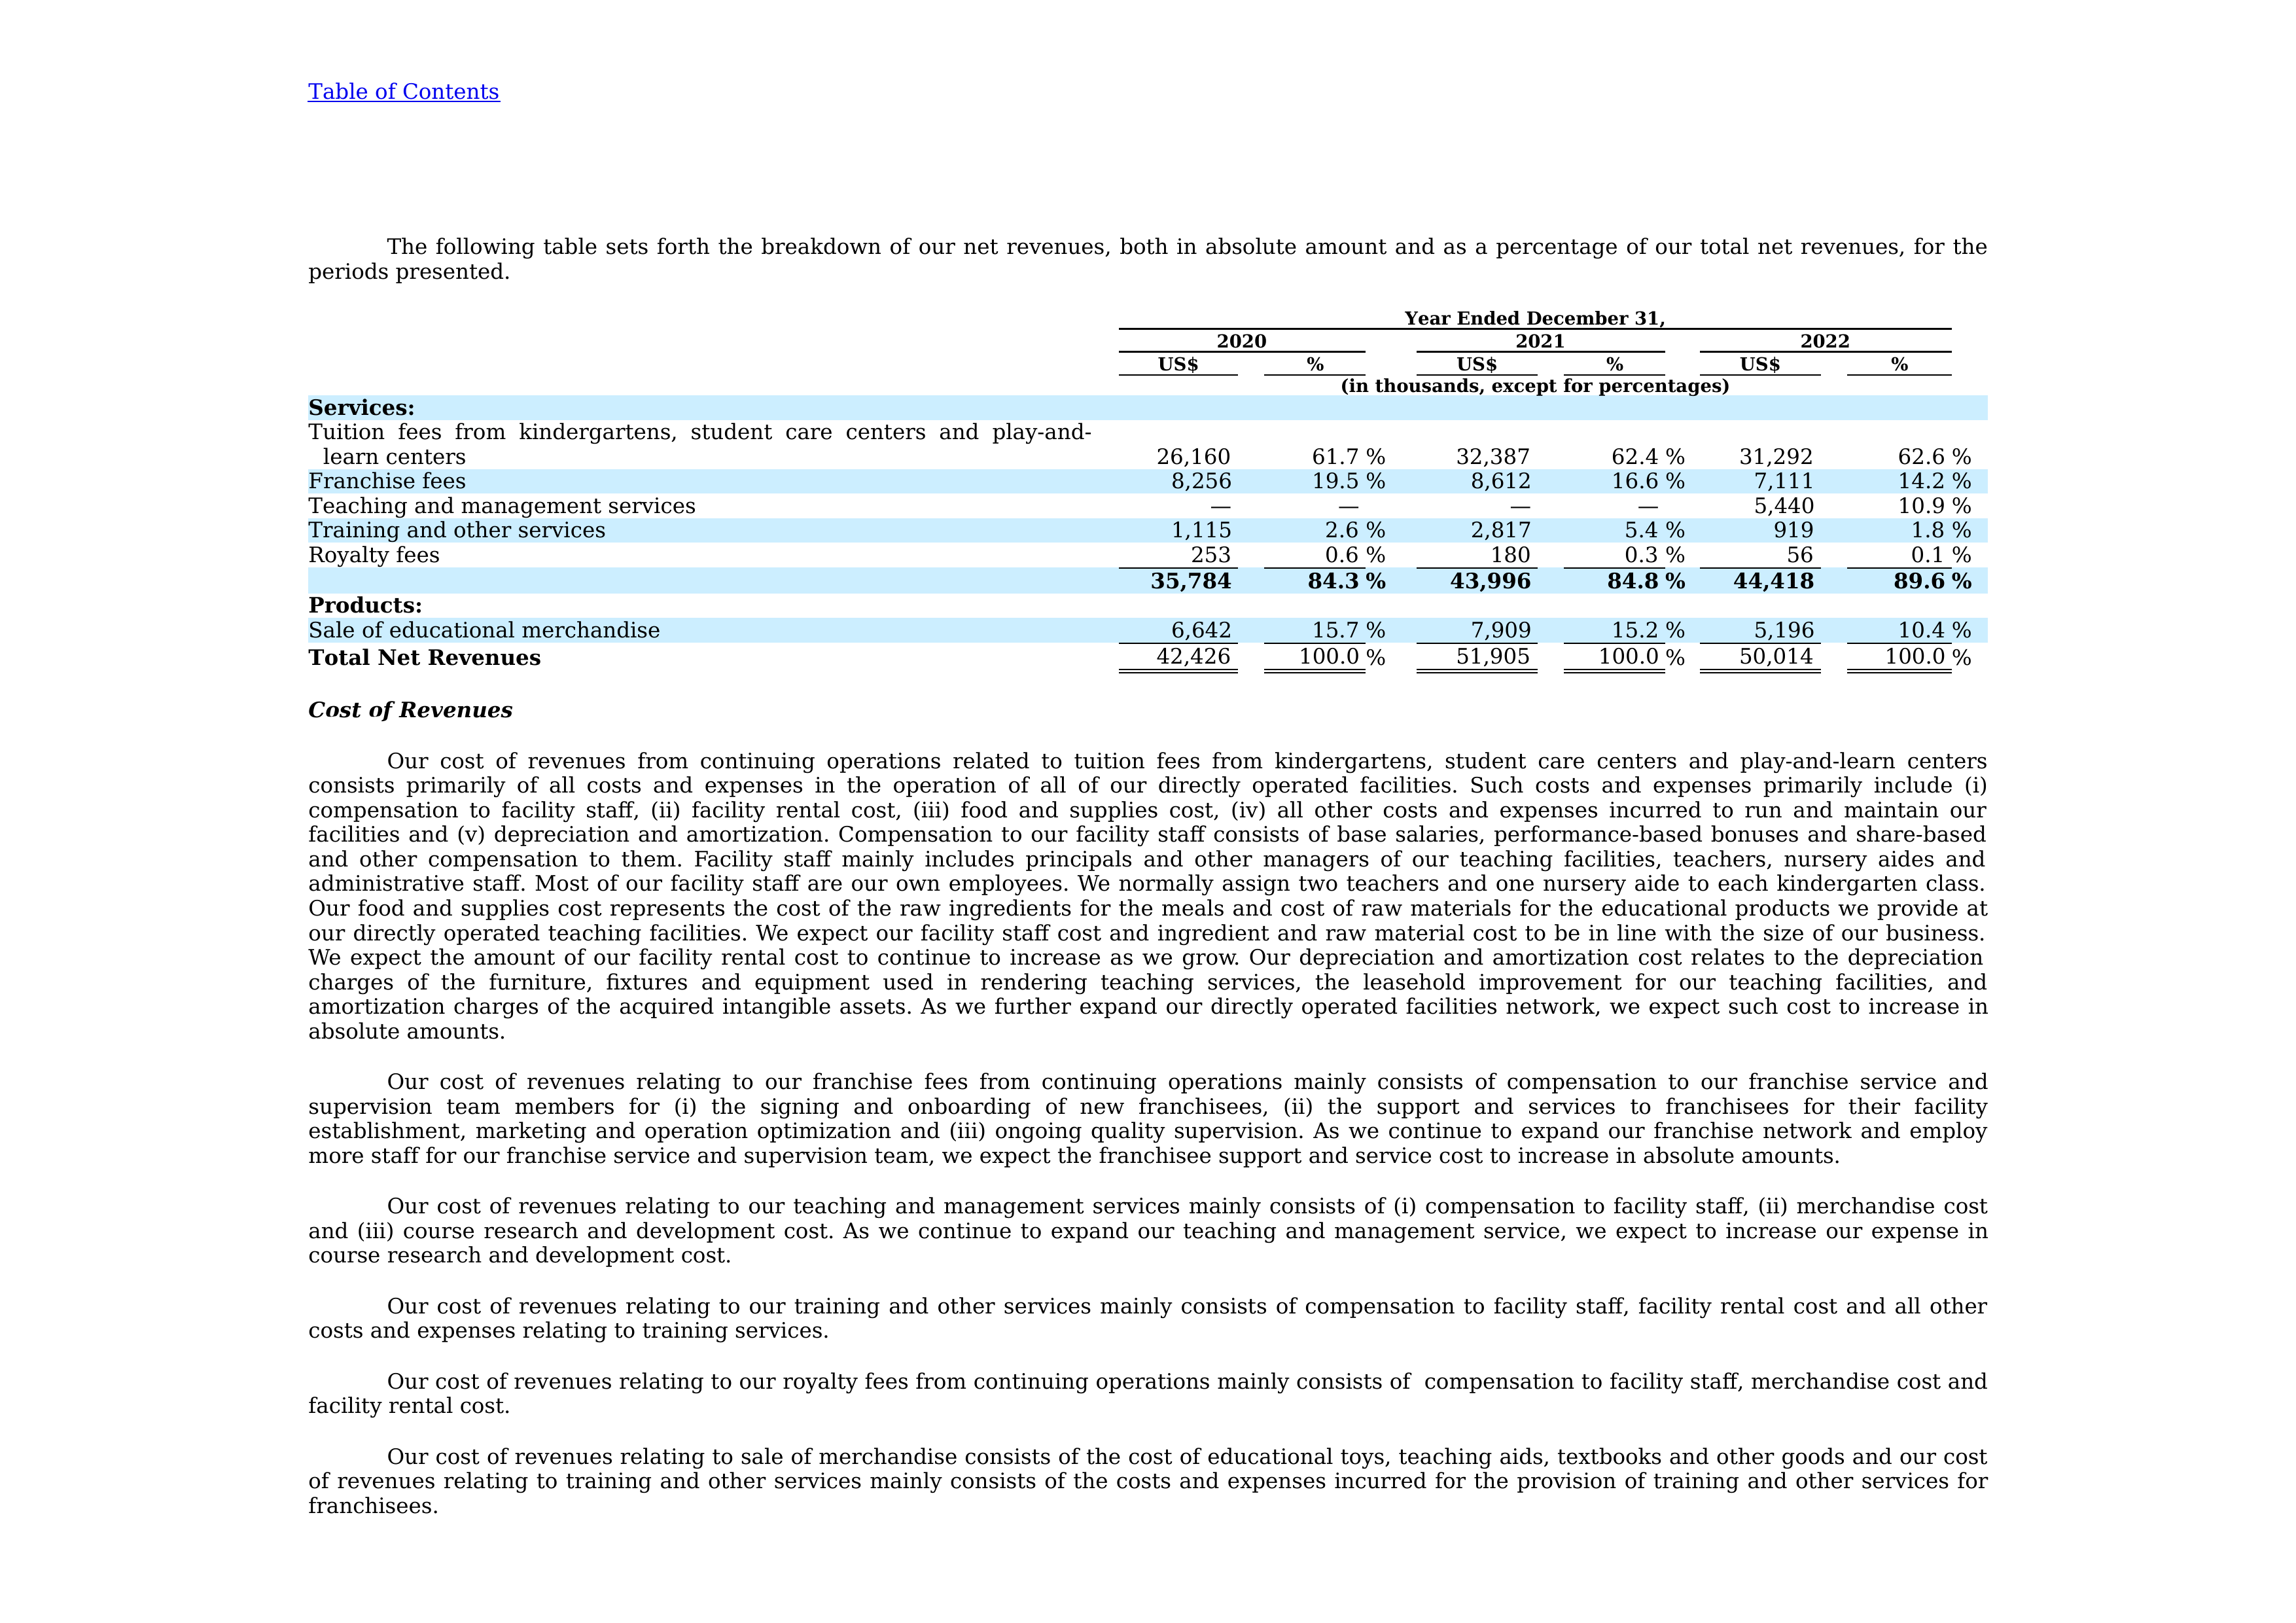 Table of Contents
The following table sets forth the breakdown of our net revenues, both in absolute amount and as a percentage of our total net revenues, for the
periods presented.
Year Ended December 31,
2020 2021 2022
US$ % US$ % US$ %
(in thousands, except for percentages)
Services:
Tuition fees from kindergartens, student care centers and play-and-
learn centers 26,160 61.7 % 32,387 62.4 % 31,292 62.6 %
Franchise fees 8,256 19.5 % 8,612 16.6 % 7,111 14.2 %
Teaching and management services — — — — 5,440 10.9 %
Training and other services 1,115 2.6 % 2,817 5.4 % 919 1.8 %
Royalty fees 253 0.6 % 180 0.3 % 56 0.1 %
35,784 84.3 % 43,996 84.8 % 44,418 89.6 %
Products:
Sale of educational merchandise 6,642 15.7 % 7,909 15.2 % 5,196 10.4 %
Total Net Revenues 42,426 100.0 % 51,905 100.0 % 50,014 100.0 %
Cost of Revenues
Our cost of revenues from continuing operations related to tuition fees from kindergartens, student care centers and play-and-learn centers
consists primarily of all costs and expenses in the operation of all of our directly operated facilities. Such costs and expenses primarily include (i)
compensation to facility staff, (ii) facility rental cost, (iii) food and supplies cost, (iv) all other costs and expenses incurred to run and maintain our
facilities and (v) depreciation and amortization. Compensation to our facility staff consists of base salaries, performance-based bonuses and share-based
and other compensation to them. Facility staff mainly includes principals and other managers of our teaching facilities, teachers, nursery aides and
administrative staff. Most of our facility staff are our own employees. We normally assign two teachers and one nursery aide to each kindergarten class.
Our food and supplies cost represents the cost of the raw ingredients for the meals and cost of raw materials for the educational products we provide at
our directly operated teaching facilities. We expect our facility staff cost and ingredient and raw material cost to be in line with the size of our business.
We expect the amount of our facility rental cost to continue to increase as we grow. Our depreciation and amortization cost relates to the depreciation
charges of the furniture, fixtures and equipment used in rendering teaching services, the leasehold improvement for our teaching facilities, and
amortization charges of the acquired intangible assets. As we further expand our directly operated facilities network, we expect such cost to increase in
absolute amounts.
Our cost of revenues relating to our franchise fees from continuing operations mainly consists of compensation to our franchise service and
supervision team members for (i) the signing and onboarding of new franchisees, (ii) the support and services to franchisees for their facility
establishment, marketing and operation optimization and (iii) ongoing quality supervision. As we continue to expand our franchise network and employ
more staff for our franchise service and supervision team, we expect the franchisee support and service cost to increase in absolute amounts.
Our cost of revenues relating to our teaching and management services mainly consists of (i) compensation to facility staff, (ii) merchandise cost
and (iii) course research and development cost. As we continue to expand our teaching and management service, we expect to increase our expense in
course research and development cost.
Our cost of revenues relating to our training and other services mainly consists of compensation to facility staff, facility rental cost and all other
costs and expenses relating to training services.
Our cost of revenues relating to our royalty fees from continuing operations mainly consists of compensation to facility staff, merchandise cost and
facility rental cost.
Our cost of revenues relating to sale of merchandise consists of the cost of educational toys, teaching aids, textbooks and other goods and our cost
of revenues relating to training and other services mainly consists of the costs and expenses incurred for the provision of training and other services for
franchisees.